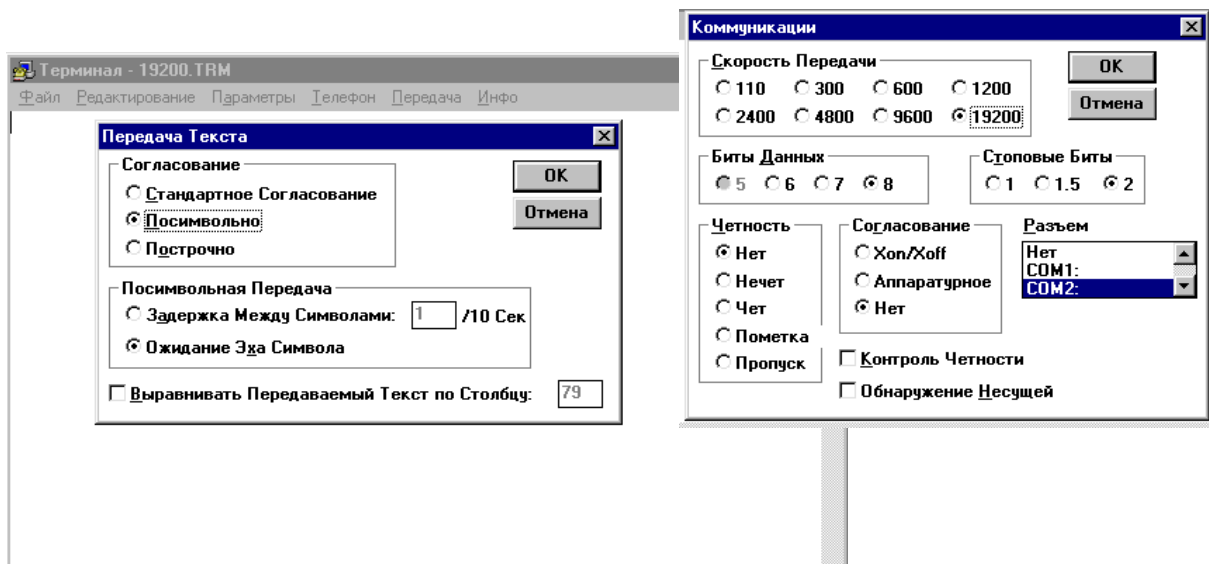 Терминал - 19200.TRM
Файл Редактирование Параметры Телефон Передача Инфо
Передача Текста
Согласование
Стандартное Согласование
Посимвольно
Построчно
OK
Отмена
Посимвольная Передача
Задержка Между Символами: 1 /10 Сек
Ожидание Эха Символа
Выравнивать Передаваемый Текст по Столбцу: 79
Коммуникации
Скорость Передачи
110 300 600 1200
2400 4800 9600 19200
OK
Отмена
Биты Данных
5 6 7 8
Стоповые Биты
1 1.5 2
Четность
Нет
Нечет
Чет
Пометка
Пропуск
Согласование
Xon/Xoff
Аппаратурное
Нет
Разъем
Нет
COM1:
COM2:
Контроль Четности
Обнаружение Несущей